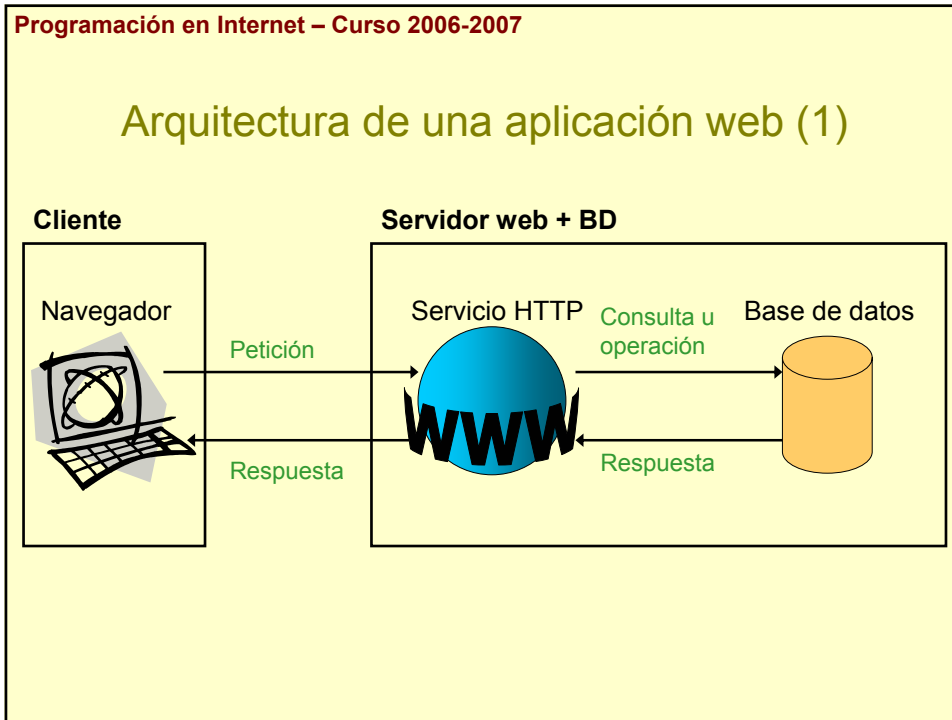 Programación en Internet – Curso 2006-2007
Arquitectura de una aplicación web (1)
Cliente
Servidor web + BD
Navegador
Petición
Respuesta
Servicio HTTP
WWW
Consulta u
operación
Respuesta
Base de datos